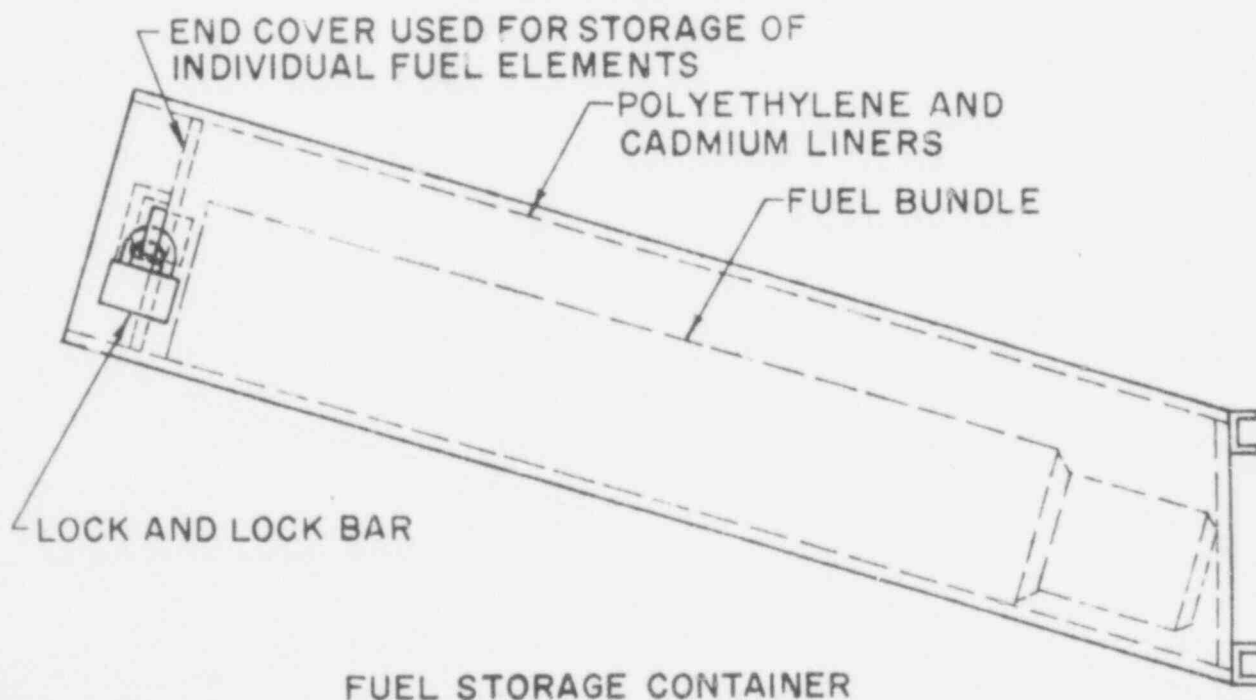 END COVER USED FOR STORAGE OF
INDIVIDUAL FUEL ELEMENTS
POLYETHYLENE AND
CADMIUM LINERS
FUEL BUNDLE
LOCK AND LOCK BAR
FUEL STORAGE CONTAINER